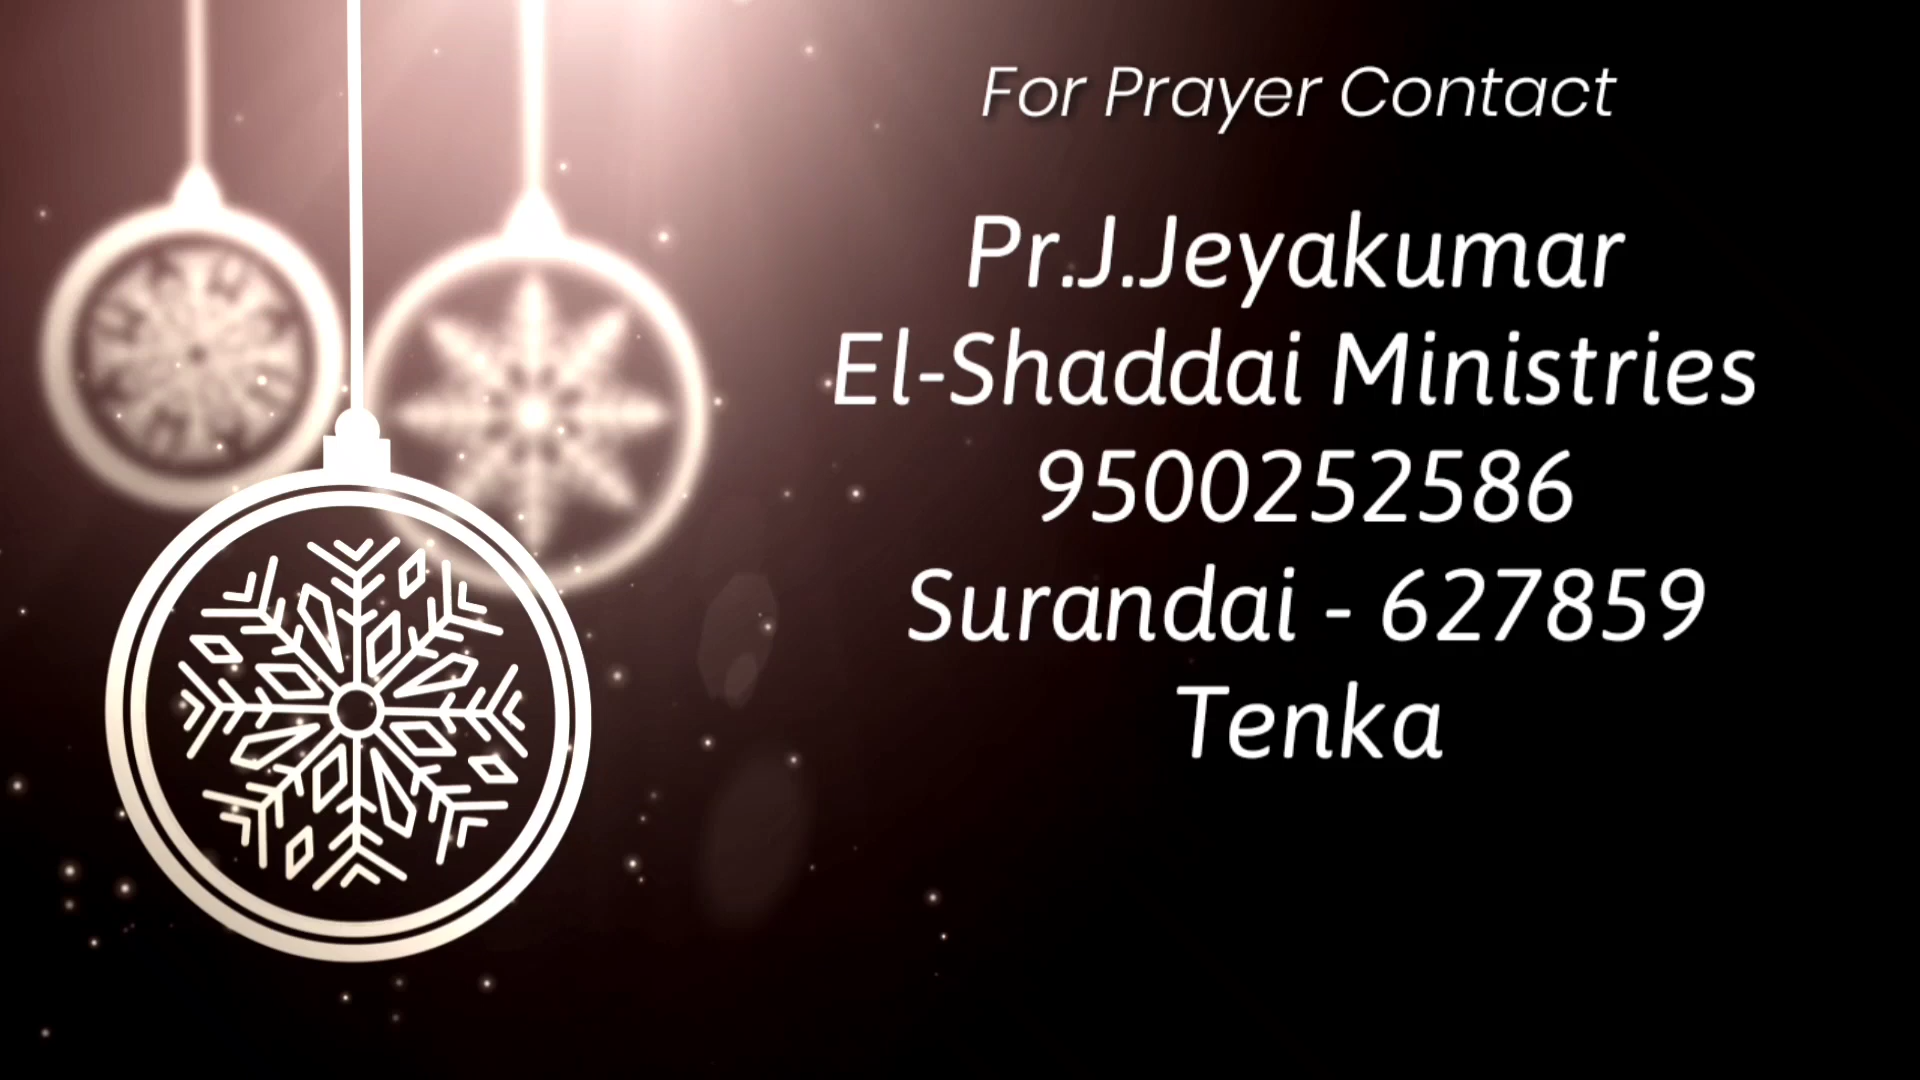 For Prayer Contact
Pr.J.Jeyakumar
El-Shaddai Ministries
9500252586
Surandai - 627859
Tenka